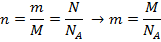 n = m/M = N/N_A → m = M/N_A